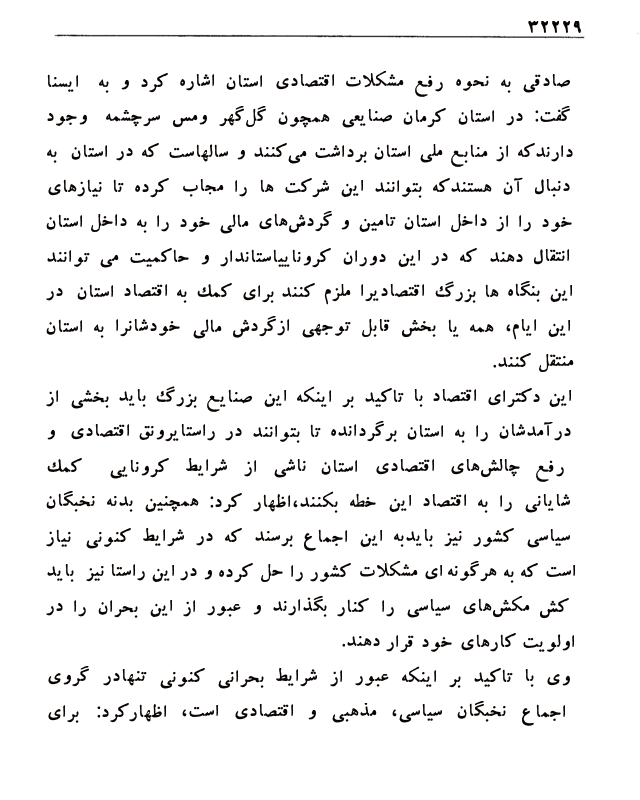 ۳۲۲۲۹
صادقی به نحوه رفع مشکلات اقتصادی استان اشاره کرد و به ایسنا
گفت: در استان کرمان صنایعی همچون گل‌گهر ومس سرچشمه وجود
دارندکه از منابع ملی استان برداشت می‌کنند و سالهاست که در استان به
دنبال آن هستندکه بتوانند این شرکت ها را مجاب کرده تا نیازهای
خود را از داخل استان تامین و گردش‌های مالی خود را به داخل استان
انتقال دهند که در این دوران کروناییاستاندار و حاکمیت می توانند
این بنگاه ها بزرگ اقتصادیرا ملزم کنند برای کمك به اقتصاد استان در
این ایام، همه یا بخش قابل توجهی ازگردش مالی خودشانرا به استان
منتقل کنند.
این دکترای اقتصاد با تاکید بر اینکه این صنایع بزرگ باید بخشی از
درآمدشان را به استان برگردانده تا بتوانند در راستایرونق اقتصادی و
رفع چالش‌های اقتصادی استان ناشی از شرایط کرونایی کمك
شایانی را به اقتصاد این خطه بکنند،اظهار کرد: همچنین بدنه نخبگان
سیاسی کشور نیز بایدبه این اجماع برسند که در شرایط کنونی نیاز
است که به هرگونه ای مشکلات کشور را حل کرده و در این راستا نیز باید
کش مکش‌های سیاسی را کنار بگذارند و عبور از این بحران را در
اولویت کارهای خود قرار دهند.
وی با تاکید بر اینکه عبور از شرایط بحرانی کنونی تنهادر گروی
اجماع نخبگان سیاسی، مذهبی و اقتصادی است، اظهارکرد: برای